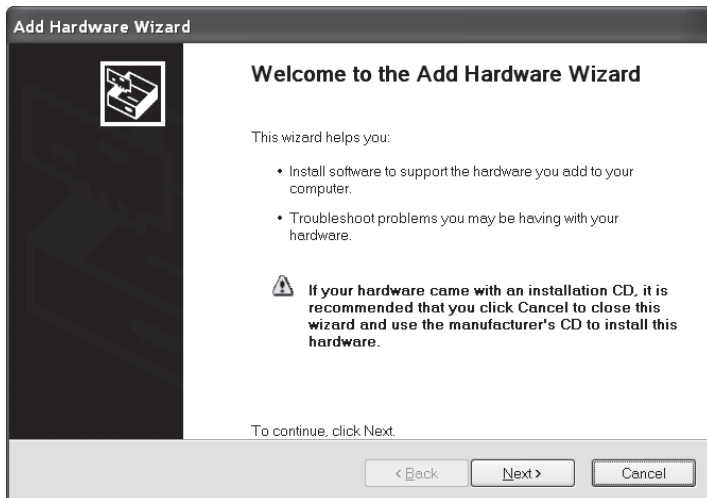 Add Hardware Wizard
Welcome to the Add Hardware Wizard
This wizard helps you:
• Install software to support the hardware you add to your
computer.
• Troubleshoot problems you may be having with your
hardware.
If your hardware came with an installation CD, it is
recommended that you click Cancel to close this
wizard and use the manufacturer's CD to install this
hardware.
To continue, click Next.
< Back Next > Cancel